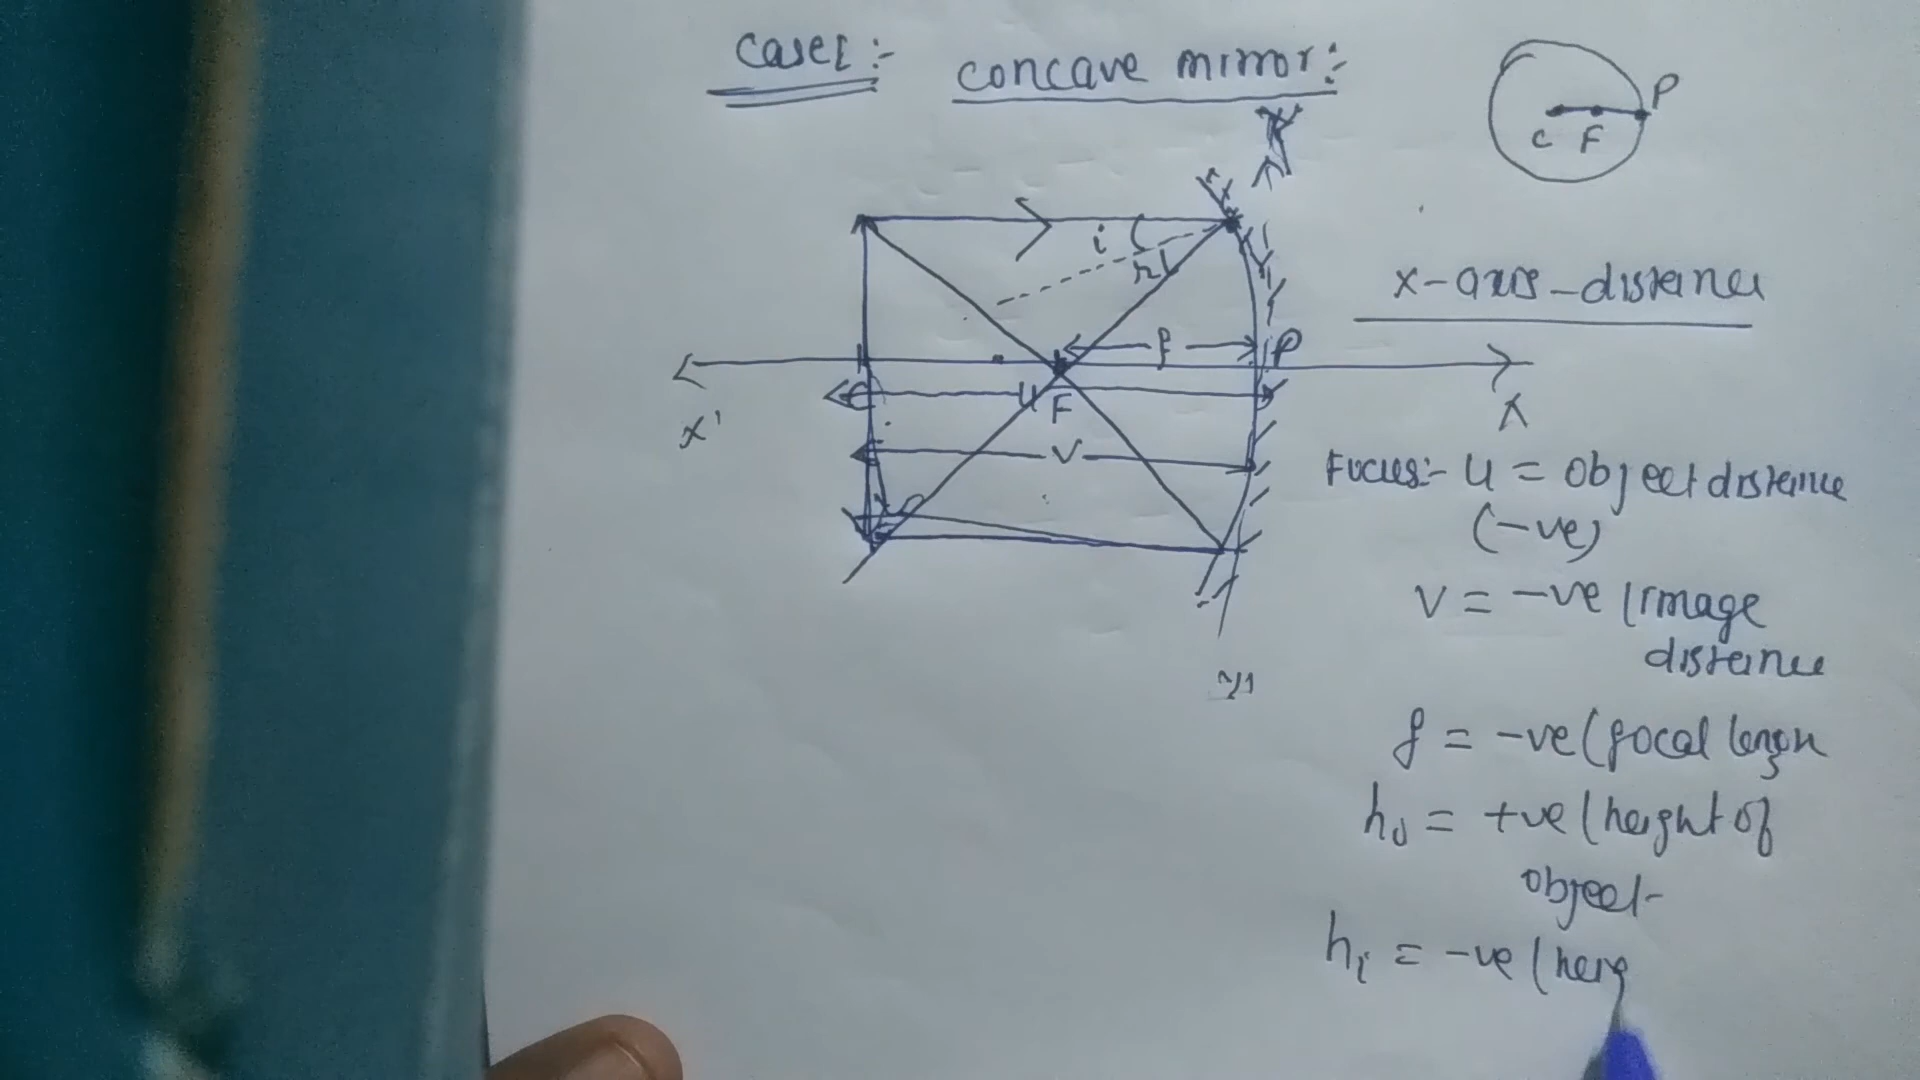 Case1:- concave mirror:-
P
C F
i
r
x-axis-distance
f P
C u F
x' X
v
Focus:- u = object distance
(-ve)
v = -ve (Image
distance
y1
f = -ve (focal length
ho = +ve (height of
object
hi = -ve (heig